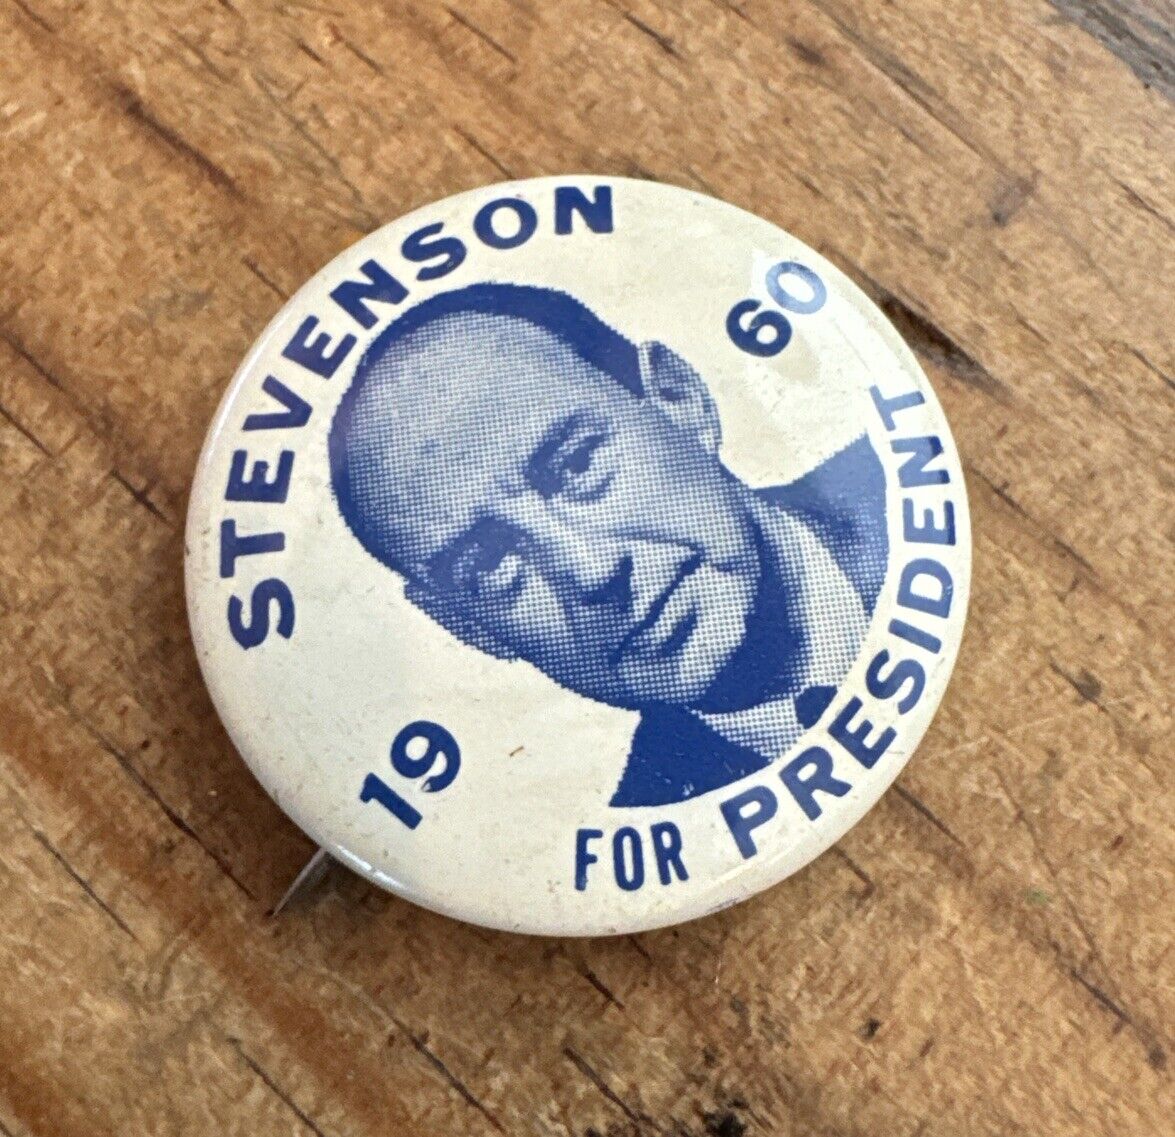 STEVENSON
19 60
FOR PRESIDENT